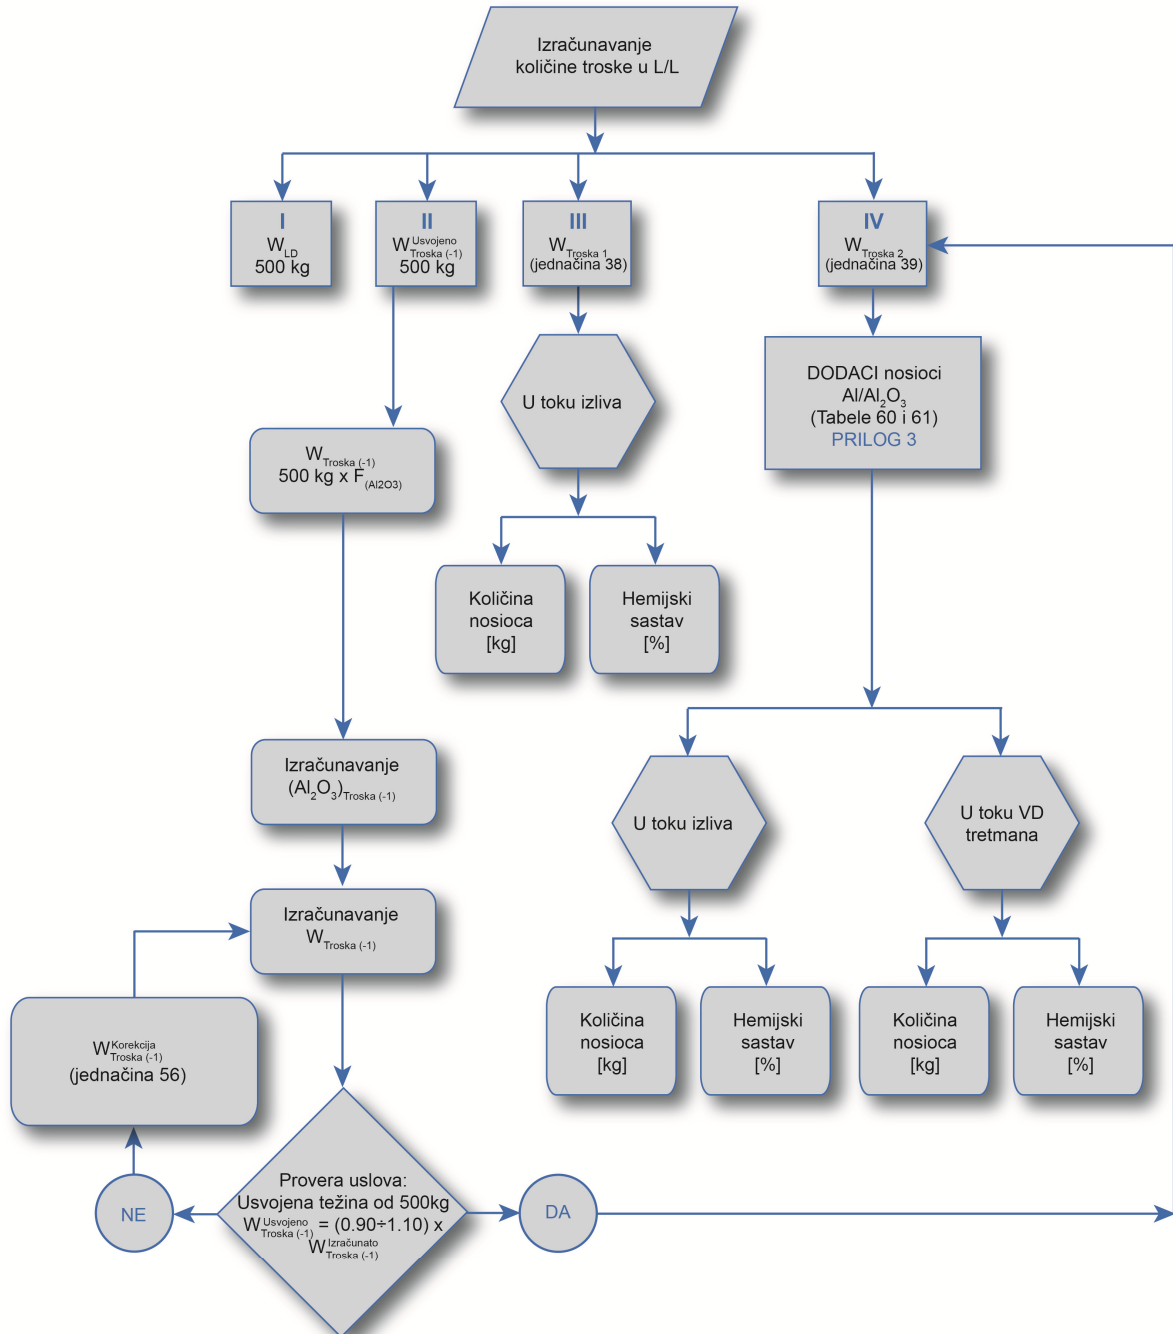 Izračunavanje
količine troske u L/L
I
W_LD
500 kg
II
W^Usvojeno_Troska (-1)
500 kg
III
W_Troska 1
(jednačina 38)
IV
W_Troska 2
(jednačina 39)
U toku izliva
DODACI nosioci
Al/Al₂O₃
(Tabele 60 i 61)
PRILOG 3
W_Troska (-1)
500 kg x F_(Al2O3)
Količina
nosioca
[kg]
Hemijski
sastav
[%]
Izračunavanje
(Al₂O₃)_Troska (-1)
U toku izliva
U toku VD
tretmana
Izračunavanje
W_Troska (-1)
Količina
nosioca
[kg]
Hemijski
sastav
[%]
Količina
nosioca
[kg]
Hemijski
sastav
[%]
W^Korekcija_Troska (-1)
(jednačina 56)
Provera uslova:
Usvojena težina od 500kg
W^Usvojeno_Troska (-1) = (0.90÷1.10) x
W^Izračunato_Troska (-1)
NE
DA